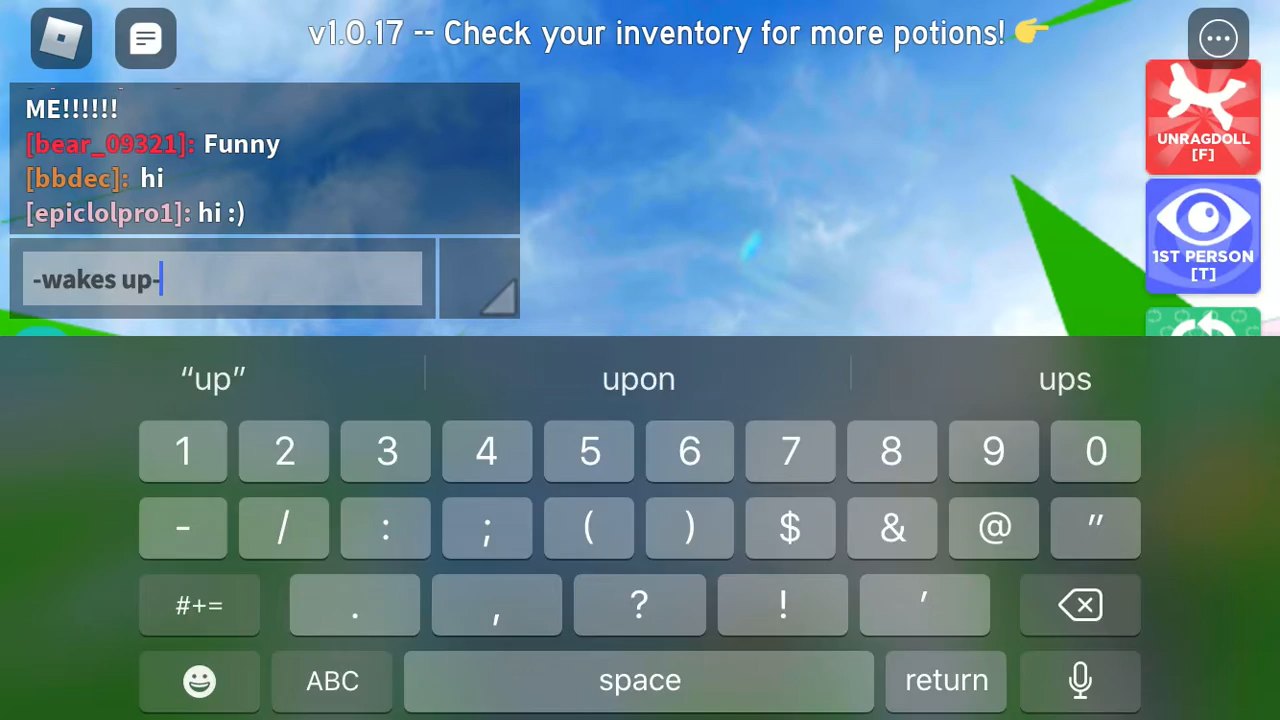 v1.0.17 -- Check your inventory for more potions! 👉
ME!!!!!!
[bear_09321]: Funny
[bbdec]: hi
[epiclolpro1]: hi :)
-wakes up-
UNRAGDOLL
[F]
1ST PERSON
[T]
“up” upon ups
1 2 3 4 5 6 7 8 9 0
- / : ; ( ) $ & @ "
#+= . , ? ! '
ABC space return